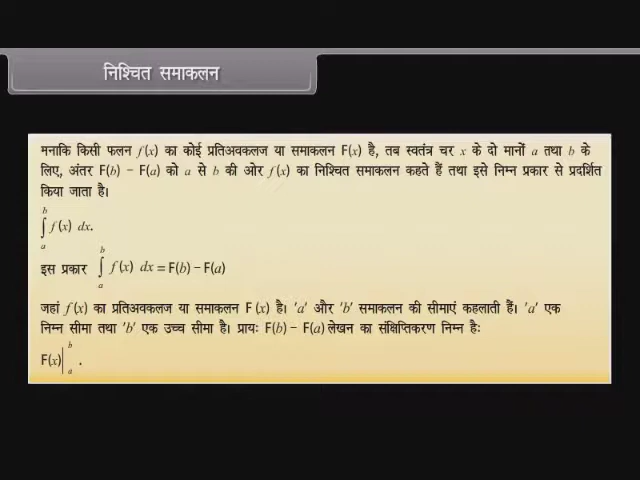 निश्चित समाकलन
मनाकि किसी फलन f(x) का कोई प्रतिअवकलज या समाकलन F(x) है, तब स्वतंत्र चर x के दो मानों a तथा b के
लिए, अंतर F(b) − F(a) को a से b की ओर f(x) का निश्चित समाकलन कहते हैं तथा इसे निम्न प्रकार से प्रदर्शित
किया जाता है।
∫ₐᵇ f(x) dx.
इस प्रकार ∫ₐᵇ f(x) dx = F(b) − F(a)
जहां f(x) का प्रतिअवकलज या समाकलन F (x) है। 'a' और 'b' समाकलन की सीमाएं कहलाती हैं। 'a' एक
निम्न सीमा तथा 'b' एक उच्च सीमा है। प्रायः F(b) − F(a) लेखन का संक्षिप्तिकरण निम्न हैः
F(x)|ₐᵇ .